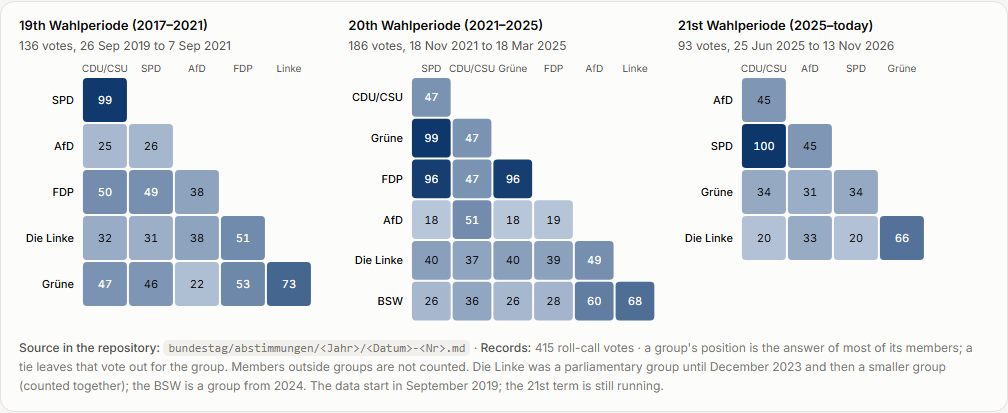 19th Wahlperiode (2017–2021)
136 votes, 26 Sep 2019 to 7 Sep 2021
CDU/CSU SPD AfD FDP Linke
SPD 99
AfD 25 26
FDP 50 49 38
Die Linke 32 31 38 51
Grüne 47 46 22 53 73
20th Wahlperiode (2021–2025)
186 votes, 18 Nov 2021 to 18 Mar 2025
SPD CDU/CSU Grüne FDP AfD Linke
CDU/CSU 47
Grüne 99 47
FDP 96 47 96
AfD 18 51 18 19
Die Linke 40 37 40 39 49
BSW 26 36 26 28 60 68
21st Wahlperiode (2025–today)
93 votes, 25 Jun 2025 to 13 Nov 2026
CDU/CSU AfD SPD Grüne
AfD 45
SPD 100 45
Grüne 34 31 34
Die Linke 20 33 20 66
Source in the repository: bundestag/abstimmungen/<Jahr>/<Datum>-<Nr>.md · Records: 415 roll-call votes · a group's position is the answer of most of its members; a
tie leaves that vote out for the group. Members outside groups are not counted. Die Linke was a parliamentary group until December 2023 and then a smaller group
(counted together); the BSW is a group from 2024. The data start in September 2019; the 21st term is still running.